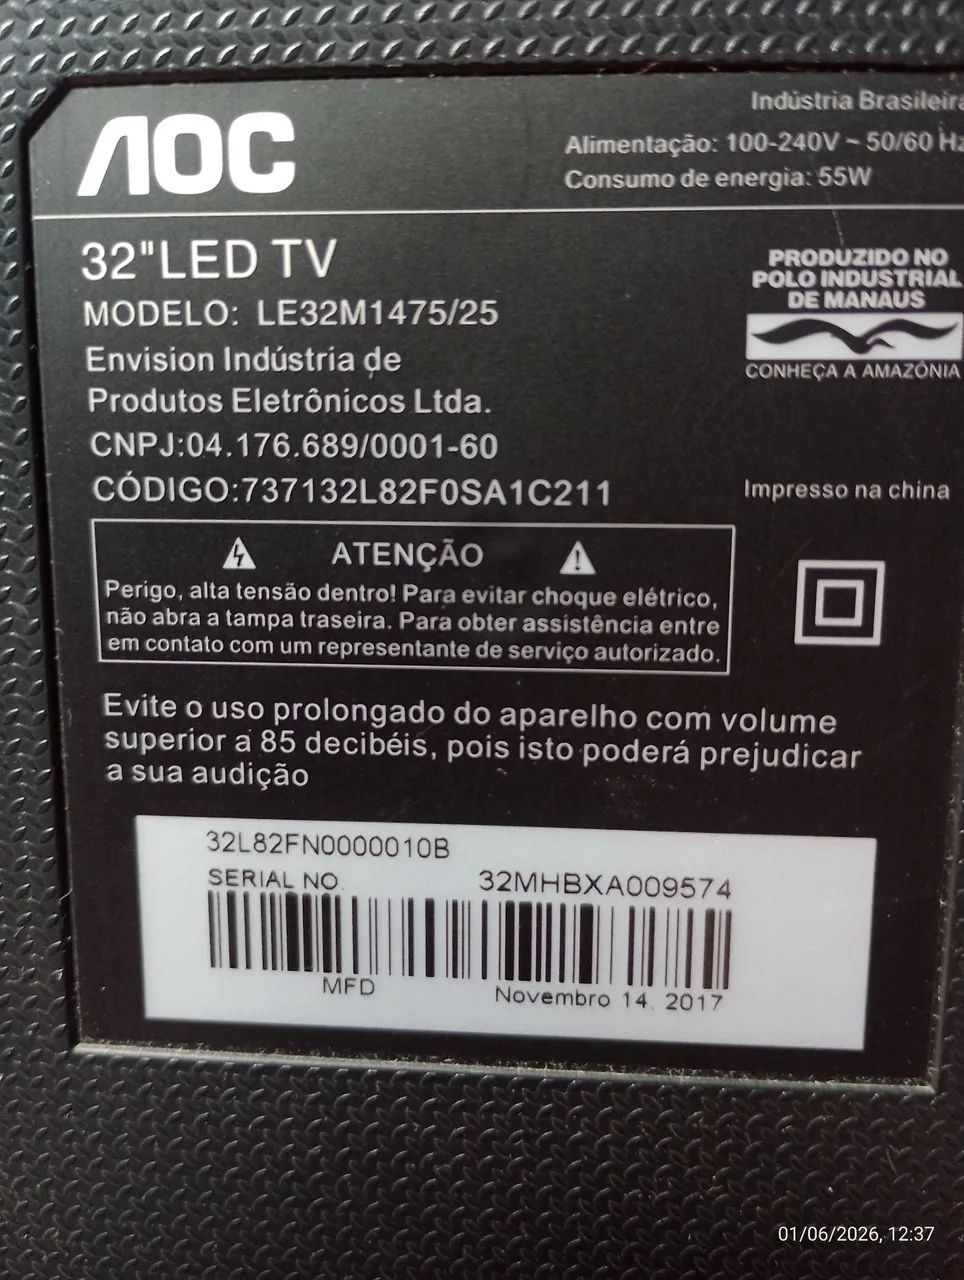 AOC
Indústria Brasileira
Alimentação: 100-240V ~ 50/60 Hz
Consumo de energia: 55W
32"LED TV
MODELO: LE32M1475/25
Envision Indústria de
Produtos Eletrônicos Ltda.
CNPJ:04.176.689/0001-60
CÓDIGO:737132L82F0SA1C211
PRODUZIDO NO
POLO INDUSTRIAL
DE MANAUS
CONHEÇA A AMAZÔNIA
Impresso na china
ATENÇÃO
Perigo, alta tensão dentro! Para evitar choque elétrico,
não abra a tampa traseira. Para obter assistência entre
em contato com um representante de serviço autorizado.
Evite o uso prolongado do aparelho com volume
superior a 85 decibéis, pois isto poderá prejudicar
a sua audição
32L82FN0000010B
SERIAL NO. 32MHBXA009574
MFD Novembro 14. 2017
01/06/2026, 12:37